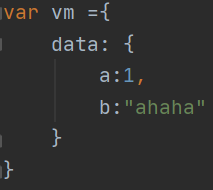 var vm ={
    data: {
        a:1,
        b:"ahaha"
    }
}